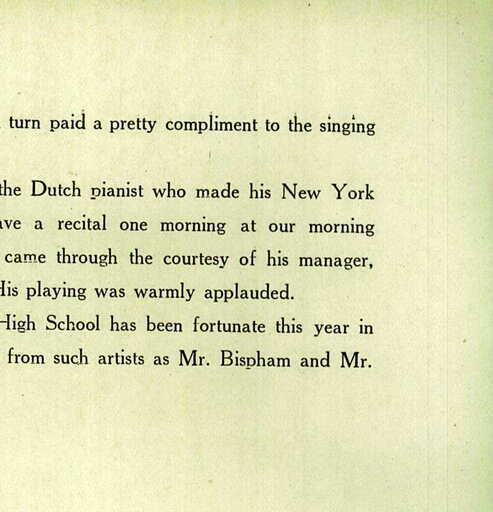 turn paid a pretty compliment to the singing
the Dutch pianist who made his New York
ave a recital one morning at our morning
came through the courtesy of his manager,
His playing was warmly applauded.
High School has been fortunate this year in
from such artists as Mr. Bispham and Mr.